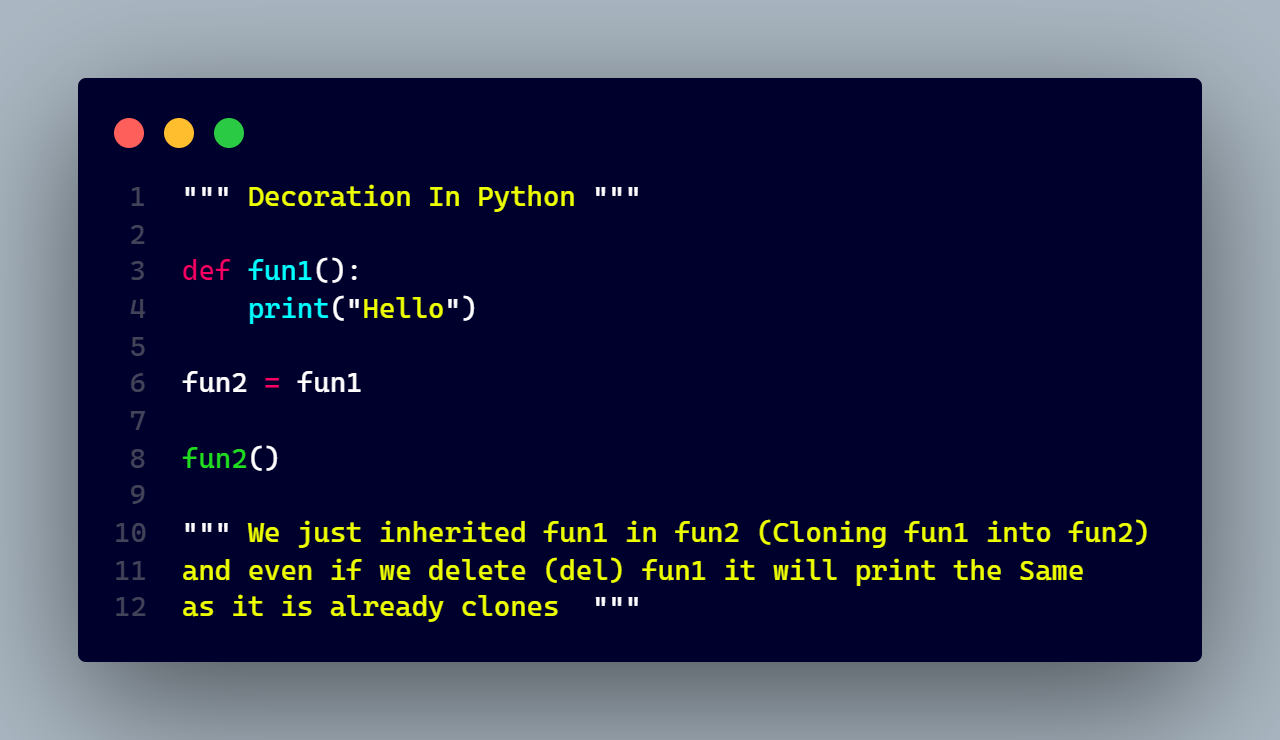 1 """ Decoration In Python """
2
3 def fun1():
4     print("Hello")
5
6 fun2 = fun1
7
8 fun2()
9
10 """ We just inherited fun1 in fun2 (Cloning fun1 into fun2)
11 and even if we delete (del) fun1 it will print the Same
12 as it is already clones  """